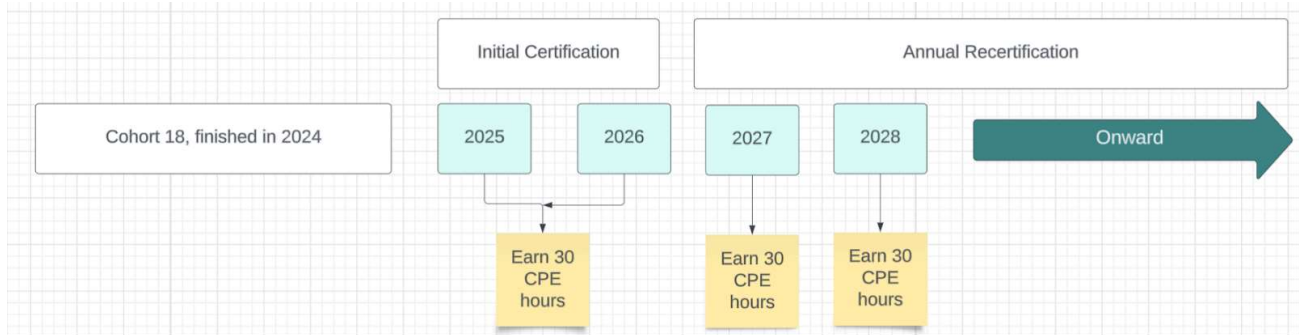 Initial Certification
Annual Recertification
Cohort 18, finished in 2024
2025
2026
2027
2028
Onward
Earn 30
CPE
hours
Earn 30
CPE
hours
Earn 30
CPE
hours